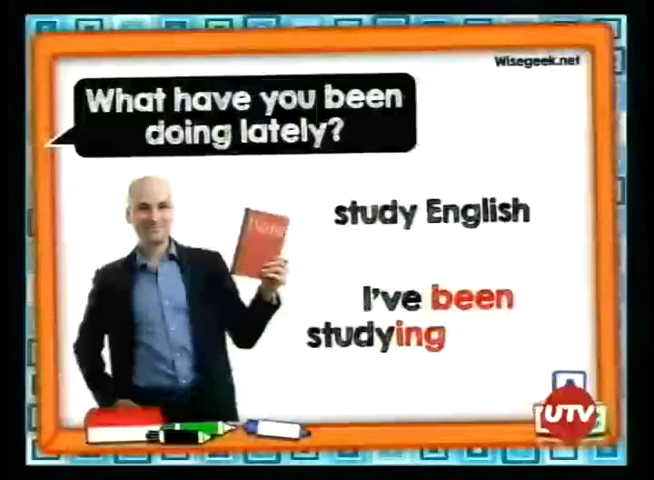 Wisegeek.net
What have you been
doing lately?
study English
I've been
studying
UTV